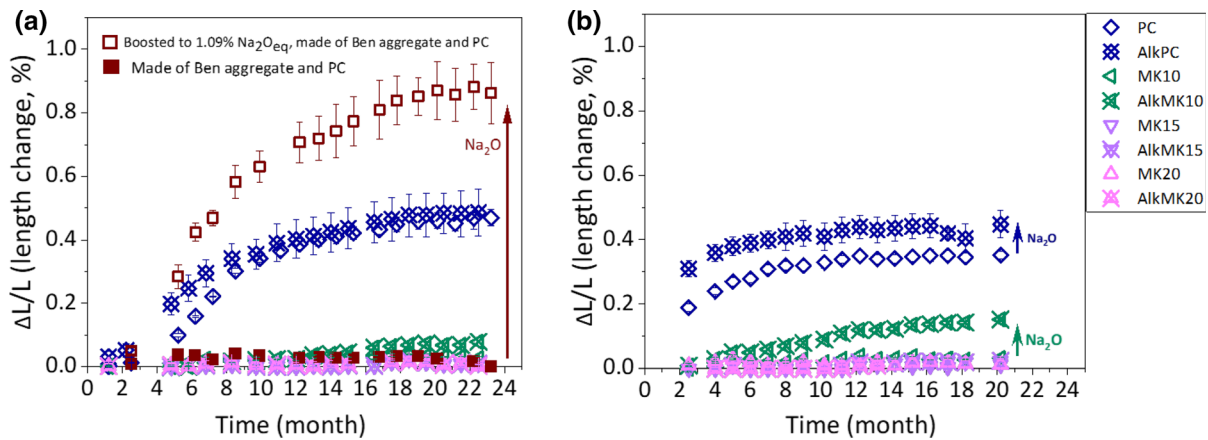 (a)
Boosted to 1.09% Na2Oeq, made of Ben aggregate and PC
Made of Ben aggregate and PC
ΔL/L (length change, %)
1.0
0.8
0.6
0.4
0.2
0.0
Na2O
0 2 4 6 8 10 12 14 16 18 20 22 24
Time (month)
(b)
ΔL/L (length change, %)
1.0
0.8
0.6
0.4
0.2
0.0
Na2O
Na2O
0 2 4 6 8 10 12 14 16 18 20 22 24
Time (month)
PC
AlkPC
MK10
AlkMK10
MK15
AlkMK15
MK20
AlkMK20